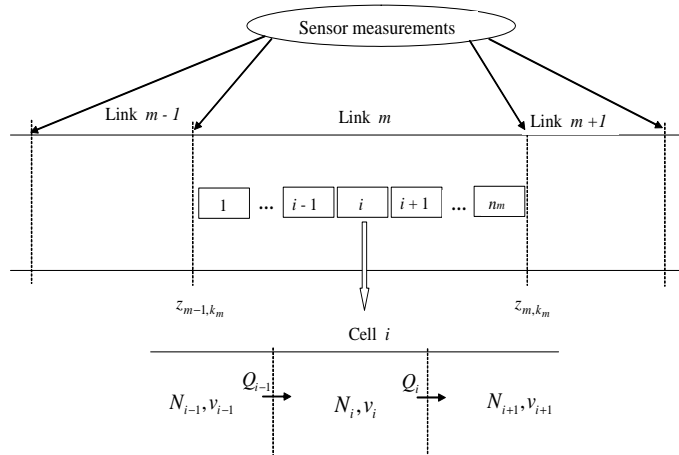 Sensor measurements
Link m - 1
Link m
Link m +1
1 ... i - 1 i i + 1 ... nₘ
z_{m−1,k_m} z_{m,k_m}
Cell i
Q_{i−1} Q_i
N_{i−1}, v_{i−1} N_i, v_i N_{i+1}, v_{i+1}